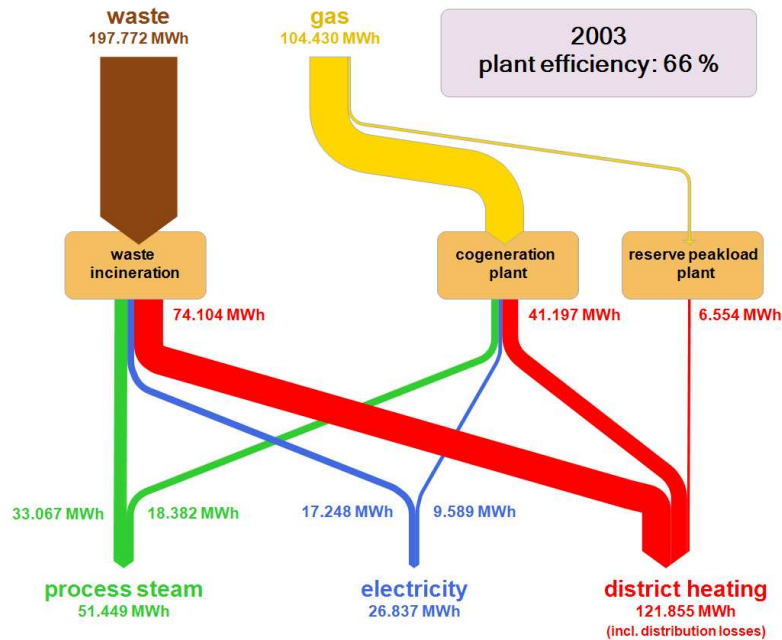 waste
197.772 MWh
gas
104.430 MWh
2003
plant efficiency: 66 %
waste
incineration
cogeneration
plant
reserve peakload
plant
74.104 MWh
41.197 MWh
6.554 MWh
33.067 MWh
18.382 MWh
17.248 MWh
9.589 MWh
process steam
51.449 MWh
electricity
26.837 MWh
district heating
121.855 MWh
(incl. distribution losses)